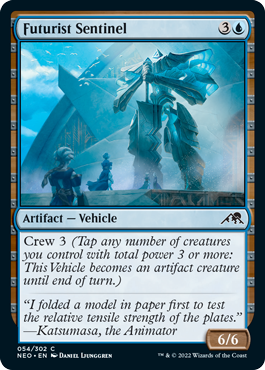 Futurist Sentinel 3
Artifact — Vehicle
Crew 3 (Tap any number of creatures
you control with total power 3 or more:
This Vehicle becomes an artifact creature
until end of turn.)
“I folded a model in paper first to test
the relative tensile strength of the plates.”
—Katsumasa, the Animator
6/6
054/302 C
NEO • EN Daniel Ljunggren
™ & © 2022 Wizards of the Coast